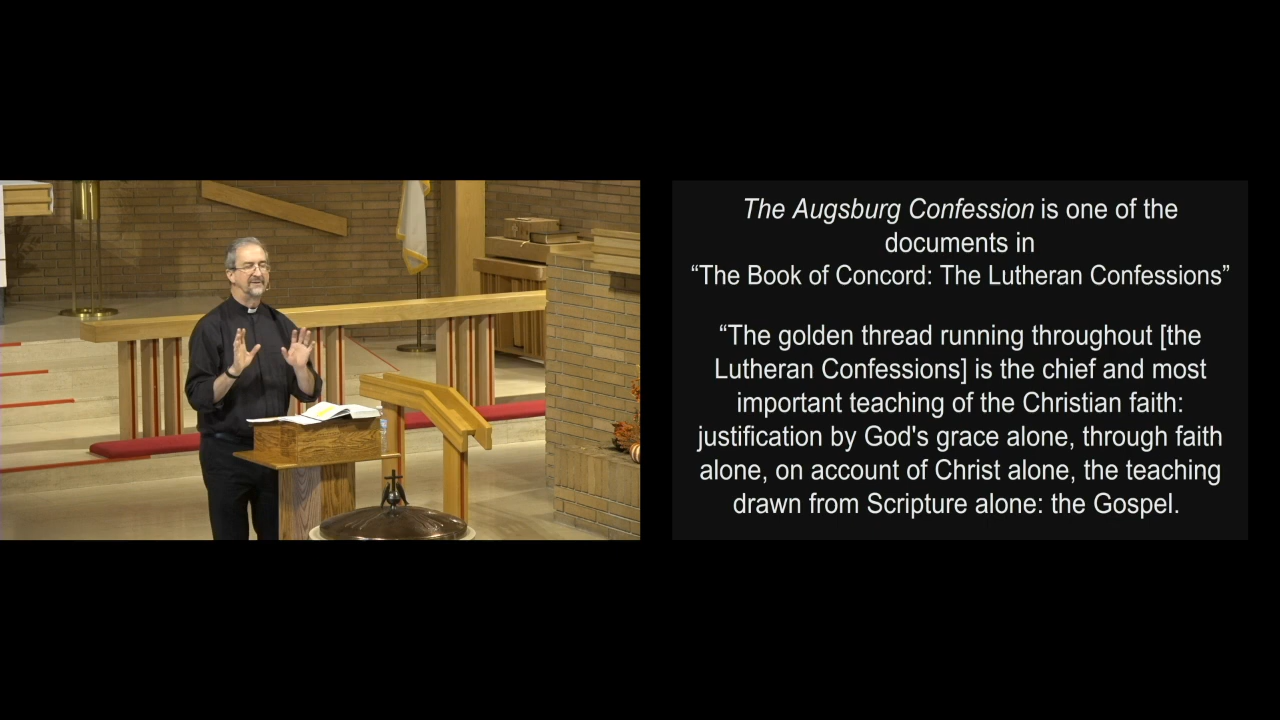 The Augsburg Confession is one of the
documents in
“The Book of Concord: The Lutheran Confessions”
“The golden thread running throughout [the
Lutheran Confessions] is the chief and most
important teaching of the Christian faith:
justification by God's grace alone, through faith
alone, on account of Christ alone, the teaching
drawn from Scripture alone: the Gospel.